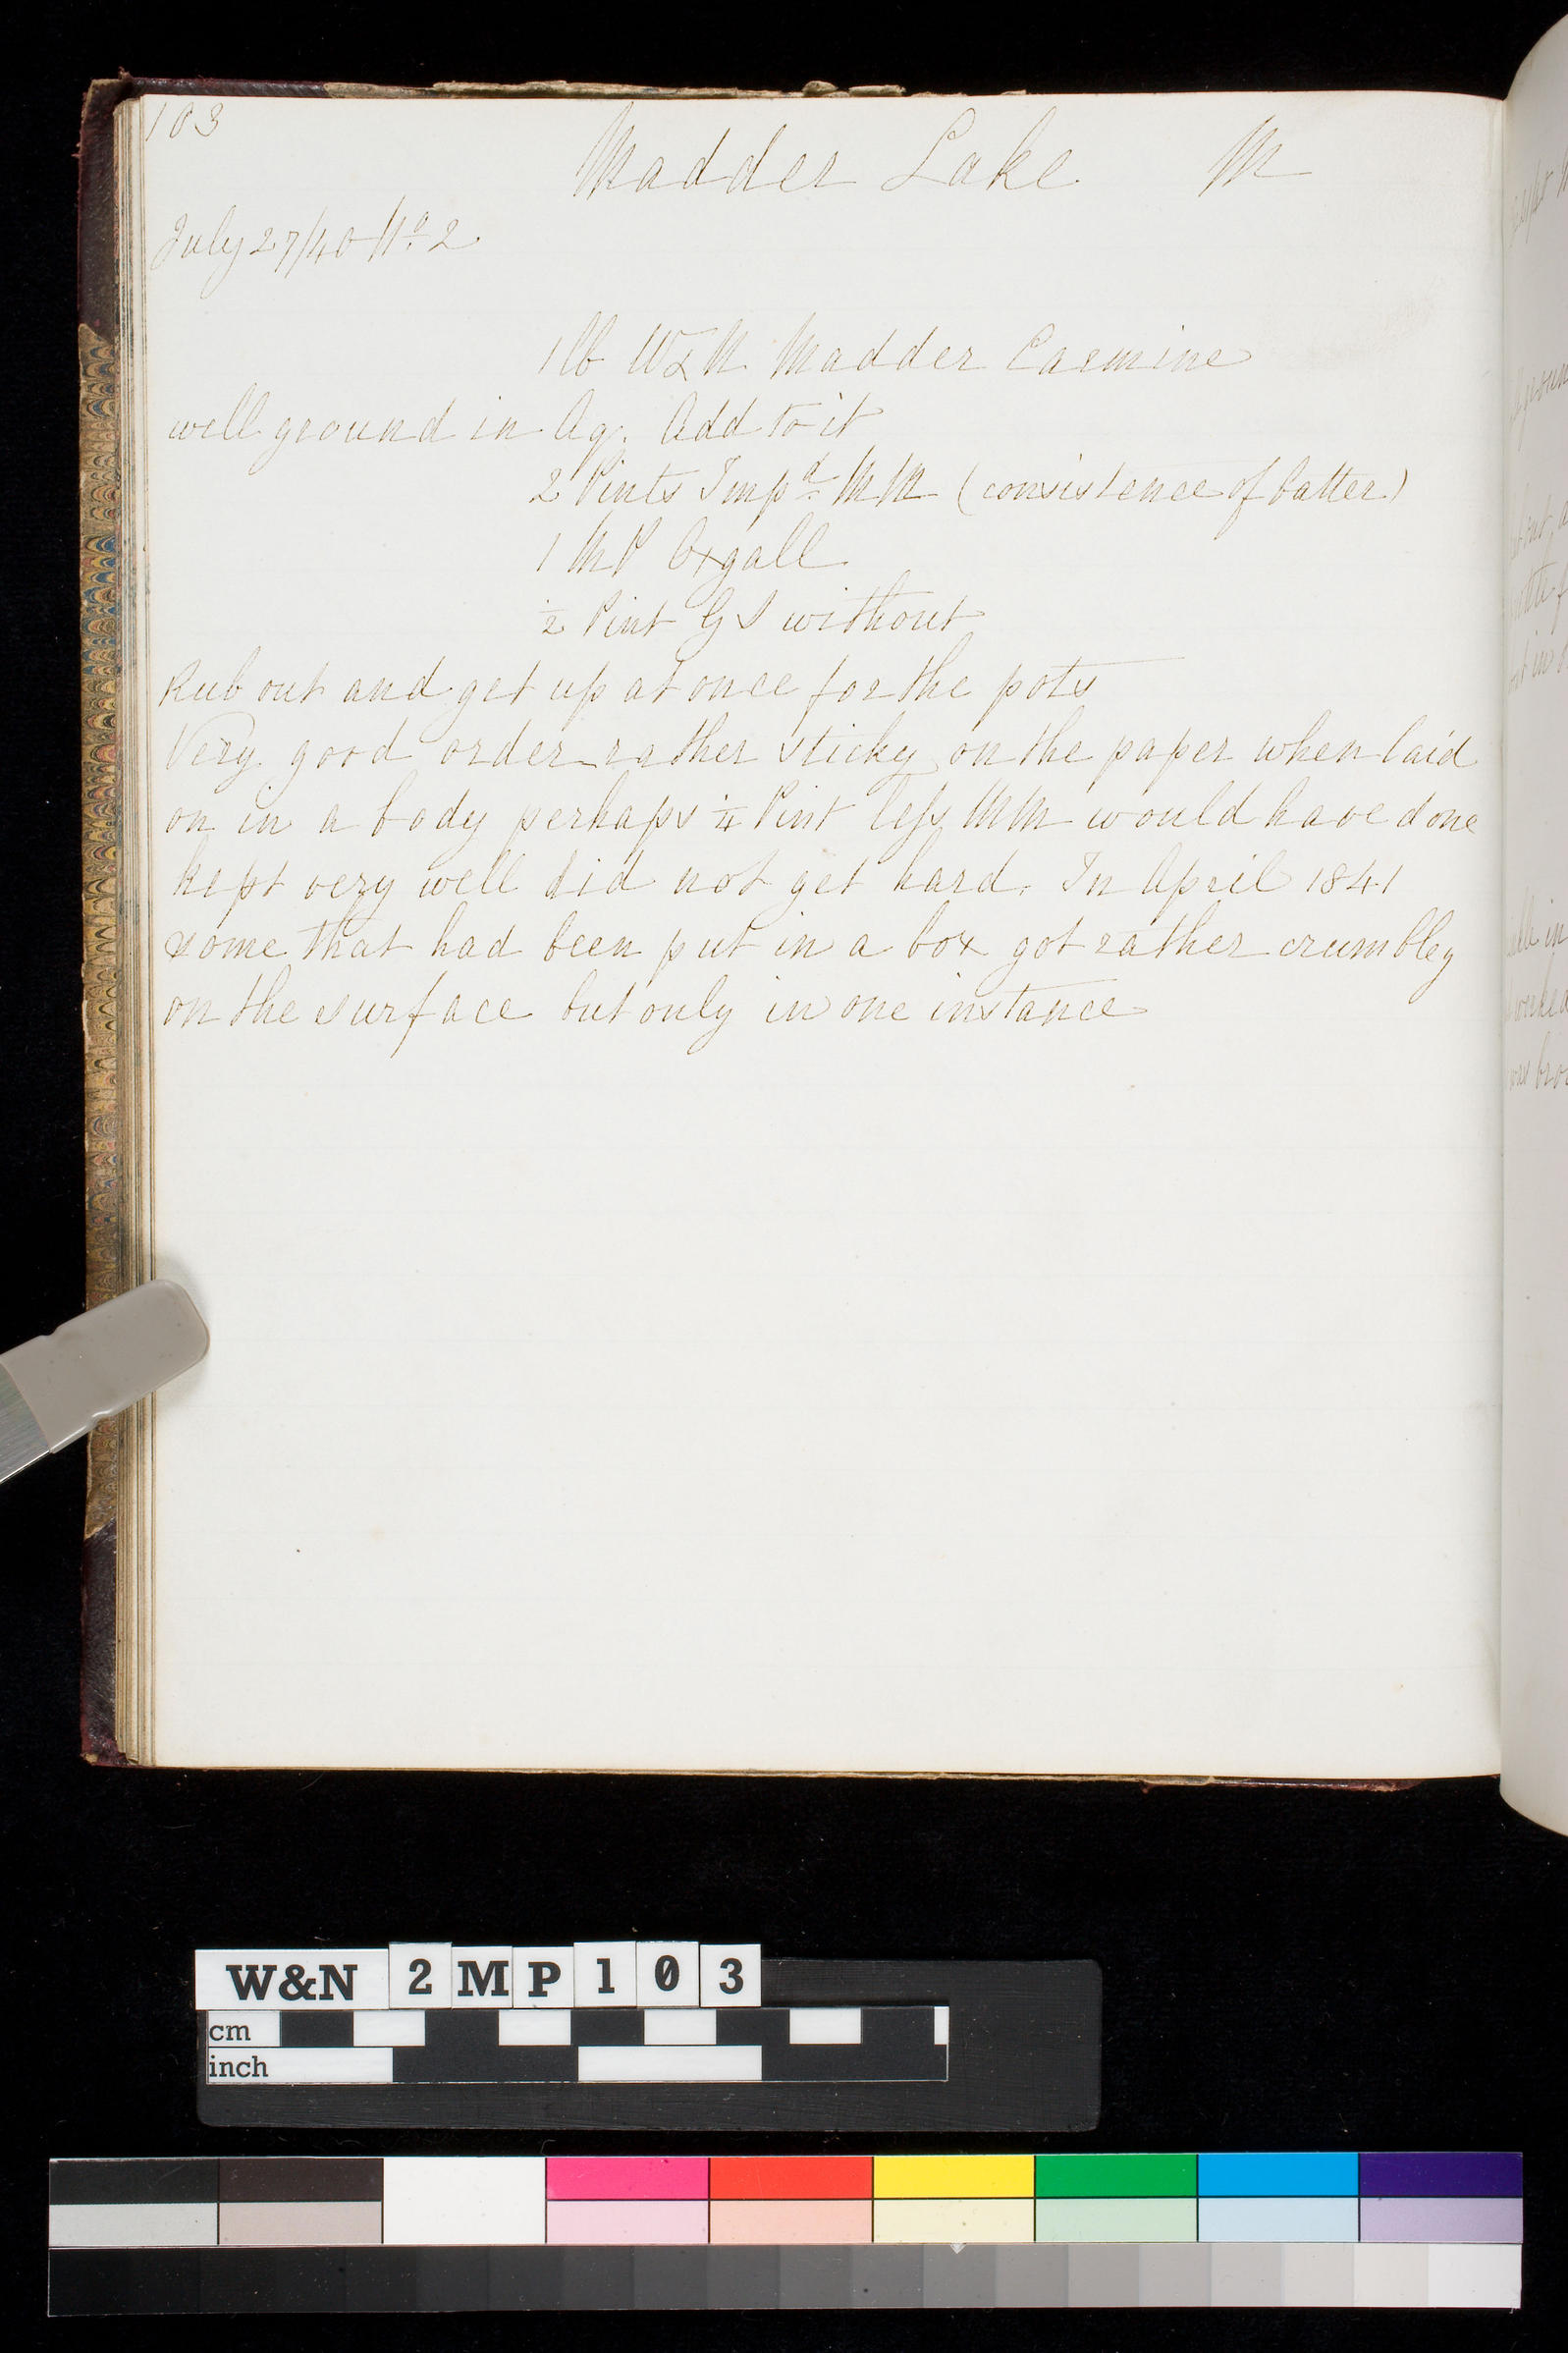 103
Madder Lake M
July 27/40 No. 2
1 lb W&N Madder Carmine
well ground in Aq. Add to it
2 Pints Impd. MM (consistence of batter)
1 MP Oxgall
½ Pint GS without
Rub out and get up at once for the pots
Very good order rather sticky on the paper when laid
on in a body perhaps ¼ Pint less MM would have done
kept very well did not get hard. In April 1841
some that had been put in a box got rather crumbley
on the surface but only in one instance
W&N 2MP103
cm
inch